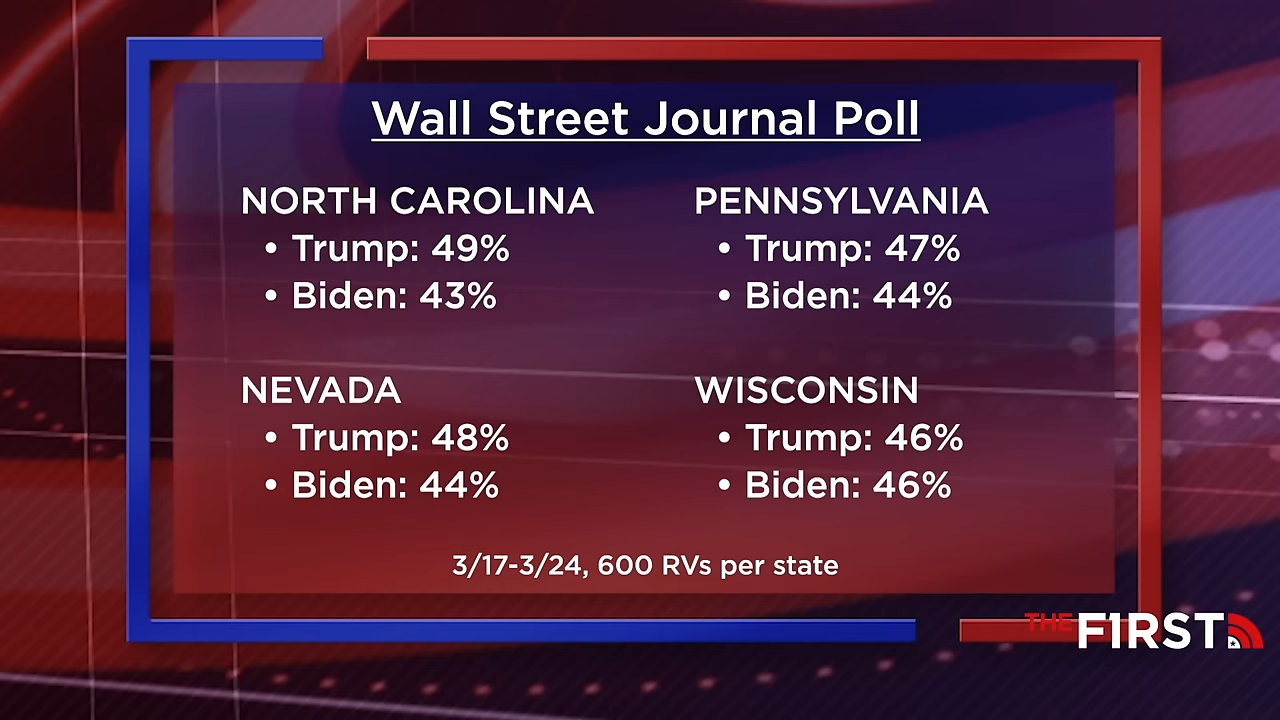 Wall Street Journal Poll
NORTH CAROLINA
• Trump: 49%
• Biden: 43%
PENNSYLVANIA
• Trump: 47%
• Biden: 44%
NEVADA
• Trump: 48%
• Biden: 44%
WISCONSIN
• Trump: 46%
• Biden: 46%
3/17-3/24, 600 RVs per state
THE FIRST